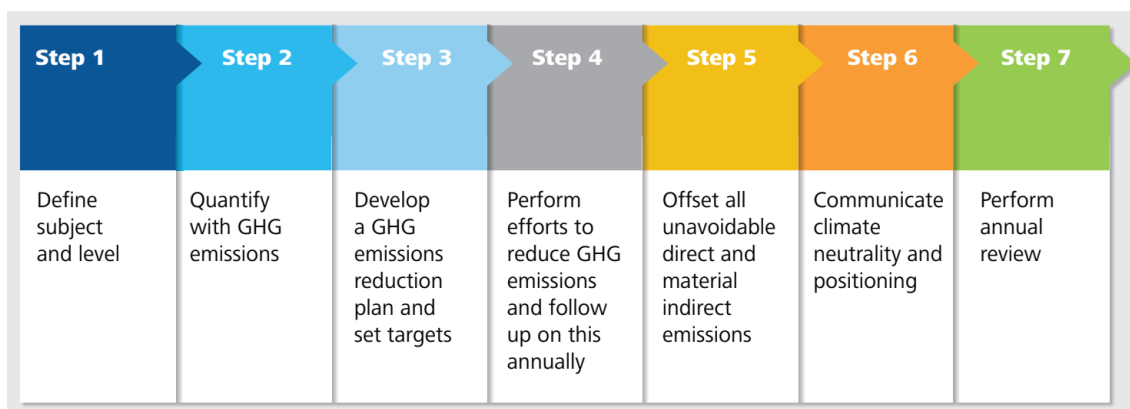 Step 1
Step 2
Step 3
Step 4
Step 5
Step 6
Step 7
Define
subject
and level
Quantify
with GHG
emissions
Develop
a GHG
emissions
reduction
plan and
set targets
Perform
efforts to
reduce GHG
emissions
and follow
up on this
annually
Offset all
unavoidable
direct and
material
indirect
emissions
Communicate
climate
neutrality and
positioning
Perform
annual
review